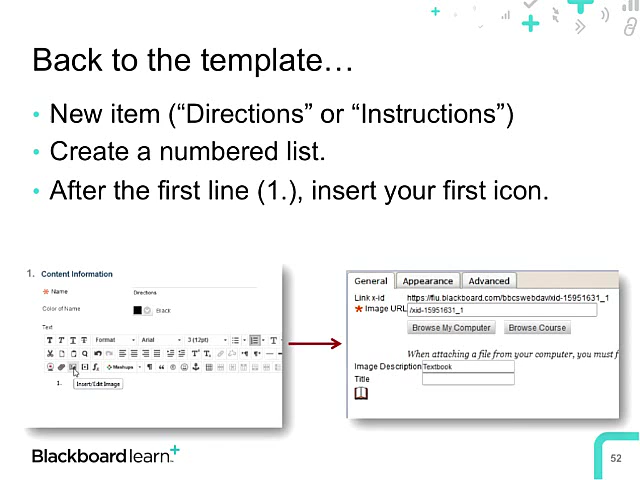 Back to the template…
• New item (“Directions” or “Instructions”)
• Create a numbered list.
• After the first line (1.), insert your first icon.
1. Content Information
* Name Directions
Color of Name Black
Text
T T T T Format Arial 3 (12pt) T
Mashups
1. Insert/Edit Image
General Appearance Advanced
Link x-id https://flu.blackboard.com/bbcswebdav/xid-15951631_1
* Image URL /xid-15951631_1
Browse My Computer Browse Course
When attaching a file from your computer, you must f
Image Description Textbook
Title
Blackboard learn+
52